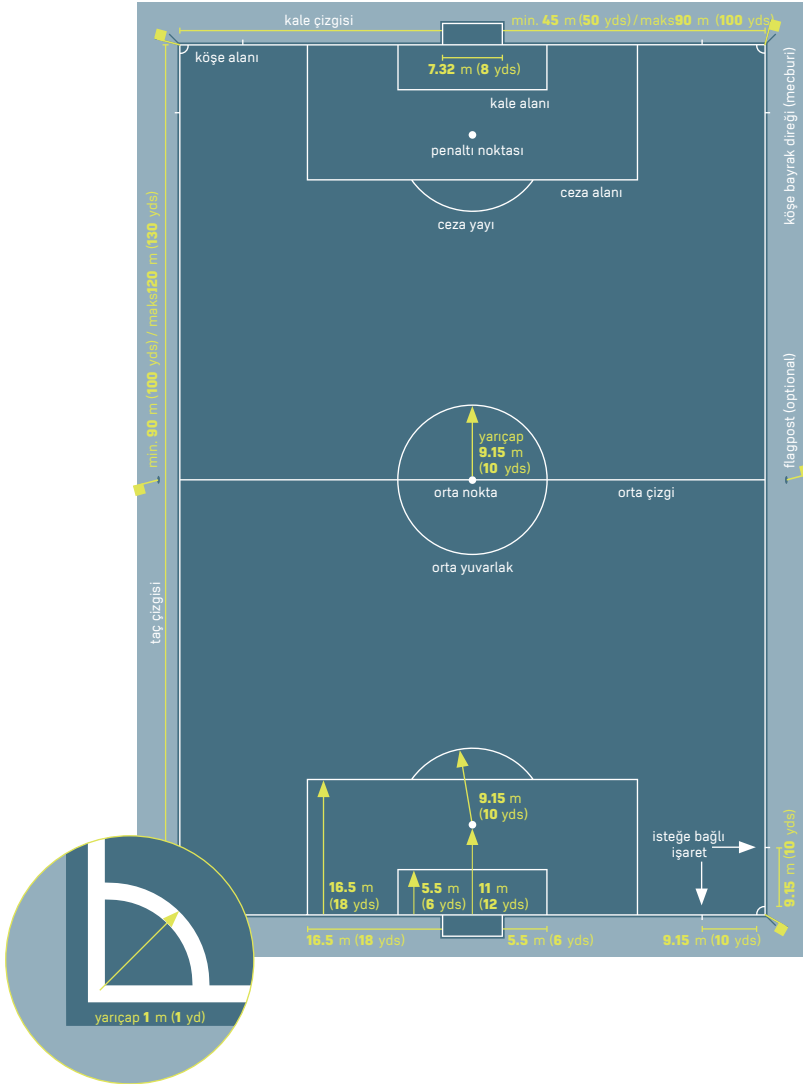 kale çizgisi
min. 45 m (50 yds) / maks90 m (100 yds)
köşe alanı
7.32 m (8 yds)
kale alanı
penaltı noktası
ceza alanı
ceza yayı
köşe bayrak direği (mecburi)
min. 90 m (100 yds) / maks120 m (130 yds)
flagpost (optional)
yarıçap
9.15 m
(10 yds)
orta nokta
orta çizgi
orta yuvarlak
taç çizgisi
9.15 m
(10 yds)
isteğe bağlı
işaret
9.15 m (10 yds)
16.5 m
(18 yds)
5.5 m
(6 yds)
11 m
(12 yds)
16.5 m (18 yds)
5.5 m (6 yds)
9.15 m (10 yds)
yarıçap 1 m (1 yd)